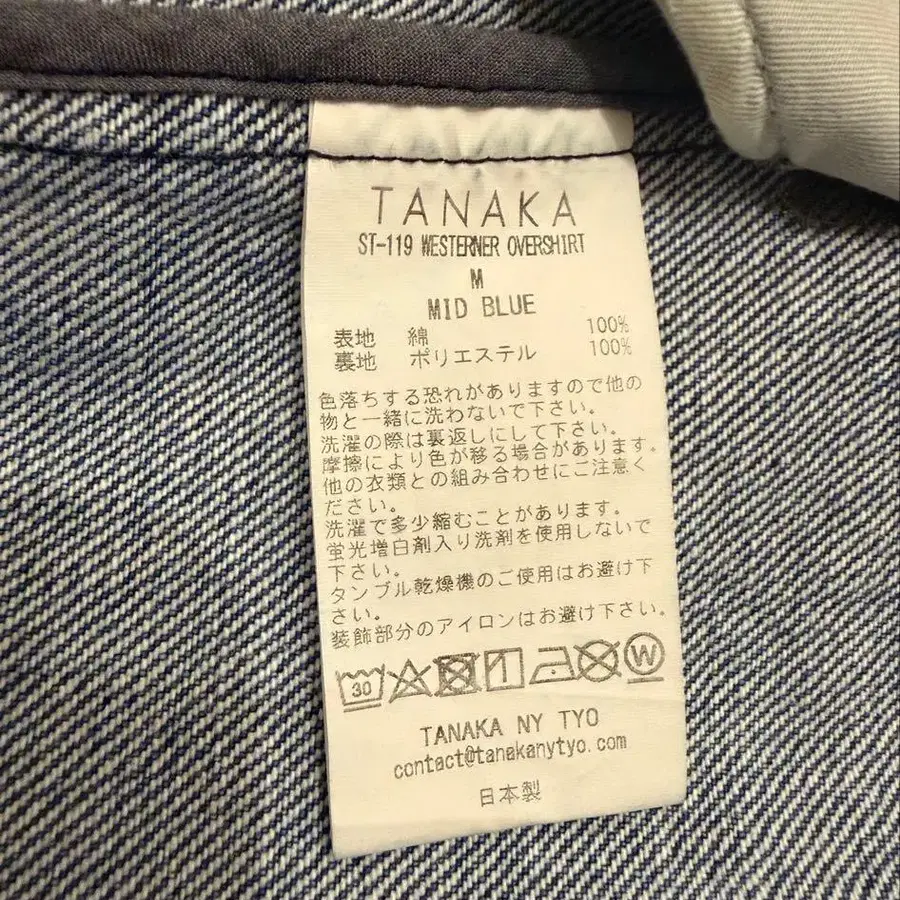 TANAKA
ST-119 WESTERNER OVERSHIRT
M
MID BLUE
表地 綿 100%
裏地 ポリエステル 100%
色落ちする恐れがありますので他の
物と一緒に洗わないで下さい。
洗濯の際は裏返しにして下さい。
摩擦により色が移る場合があります。
他の衣類との組み合わせにご注意く
ださい。
洗濯で多少縮むことがあります。
蛍光増白剤入り洗剤を使用しないで
下さい。
タンブル乾燥機のご使用はお避け下
さい。
装飾部分のアイロンはお避け下さい。
30
W
TANAKA NY TYO
contact@tanakanytyo.com
日本製